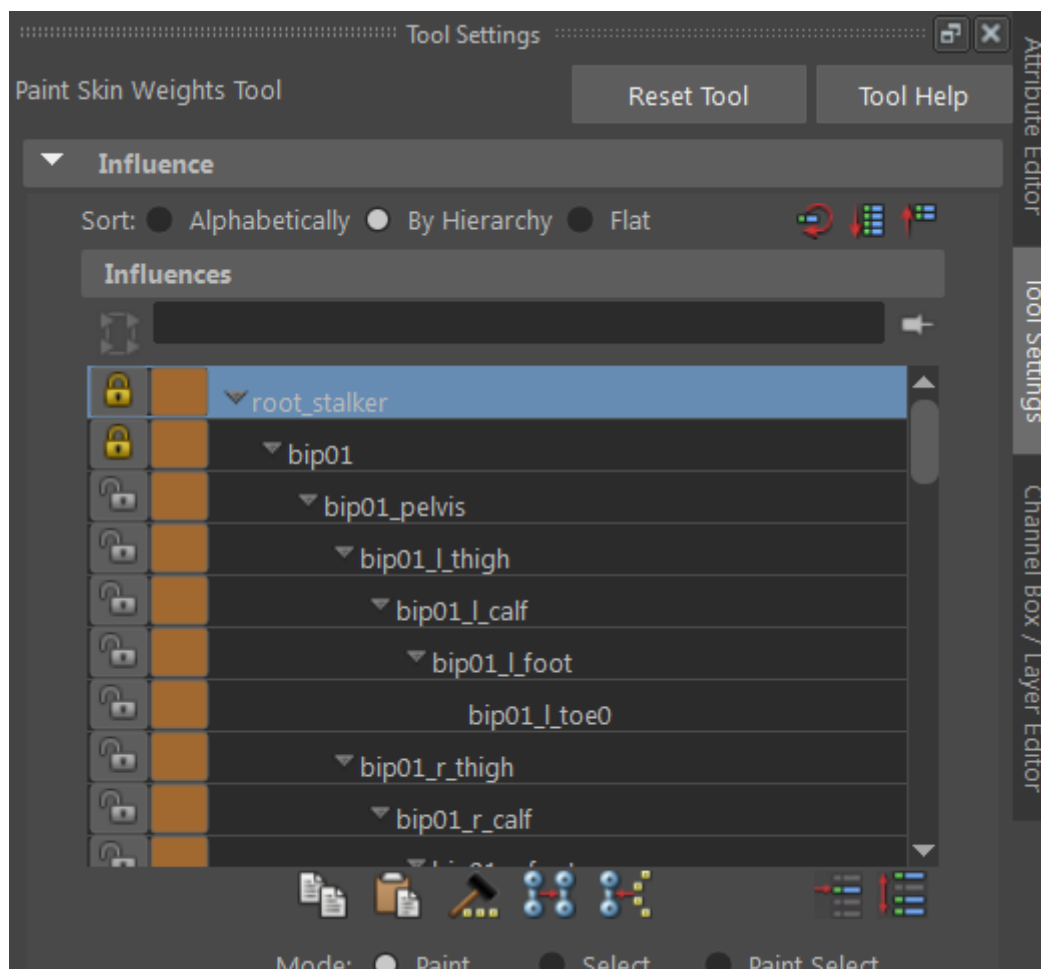 Tool Settings
Paint Skin Weights Tool
Reset Tool
Tool Help
Influence
Sort: Alphabetically By Hierarchy Flat
Influences
root_stalker
bip01
bip01_pelvis
bip01_l_thigh
bip01_l_calf
bip01_l_foot
bip01_l_toe0
bip01_r_thigh
bip01_r_calf
Mode: Paint Select Paint Select
Attribute Editor
Tool Settings
Channel Box / Layer Editor